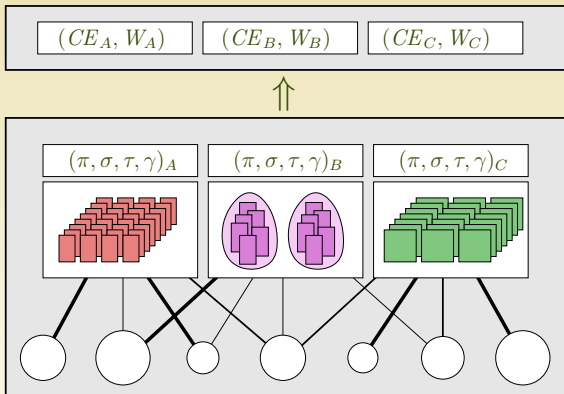 (CE_A, W_A) (CE_B, W_B) (CE_C, W_C)
⇑
(π, σ, τ, γ)_A (π, σ, τ, γ)_B (π, σ, τ, γ)_C